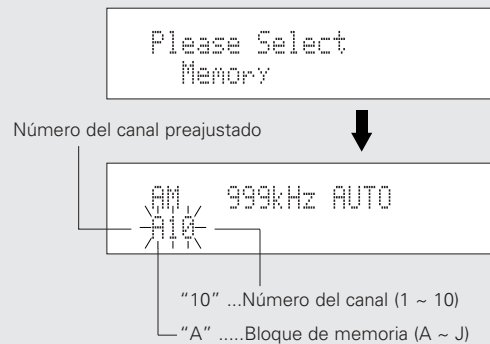 Please Select
Memory
Número del canal preajustado
AM 999kHz AUTO
A10
“10” ...Número del canal (1 ~ 10)
“A” .....Bloque de memoria (A ~ J)